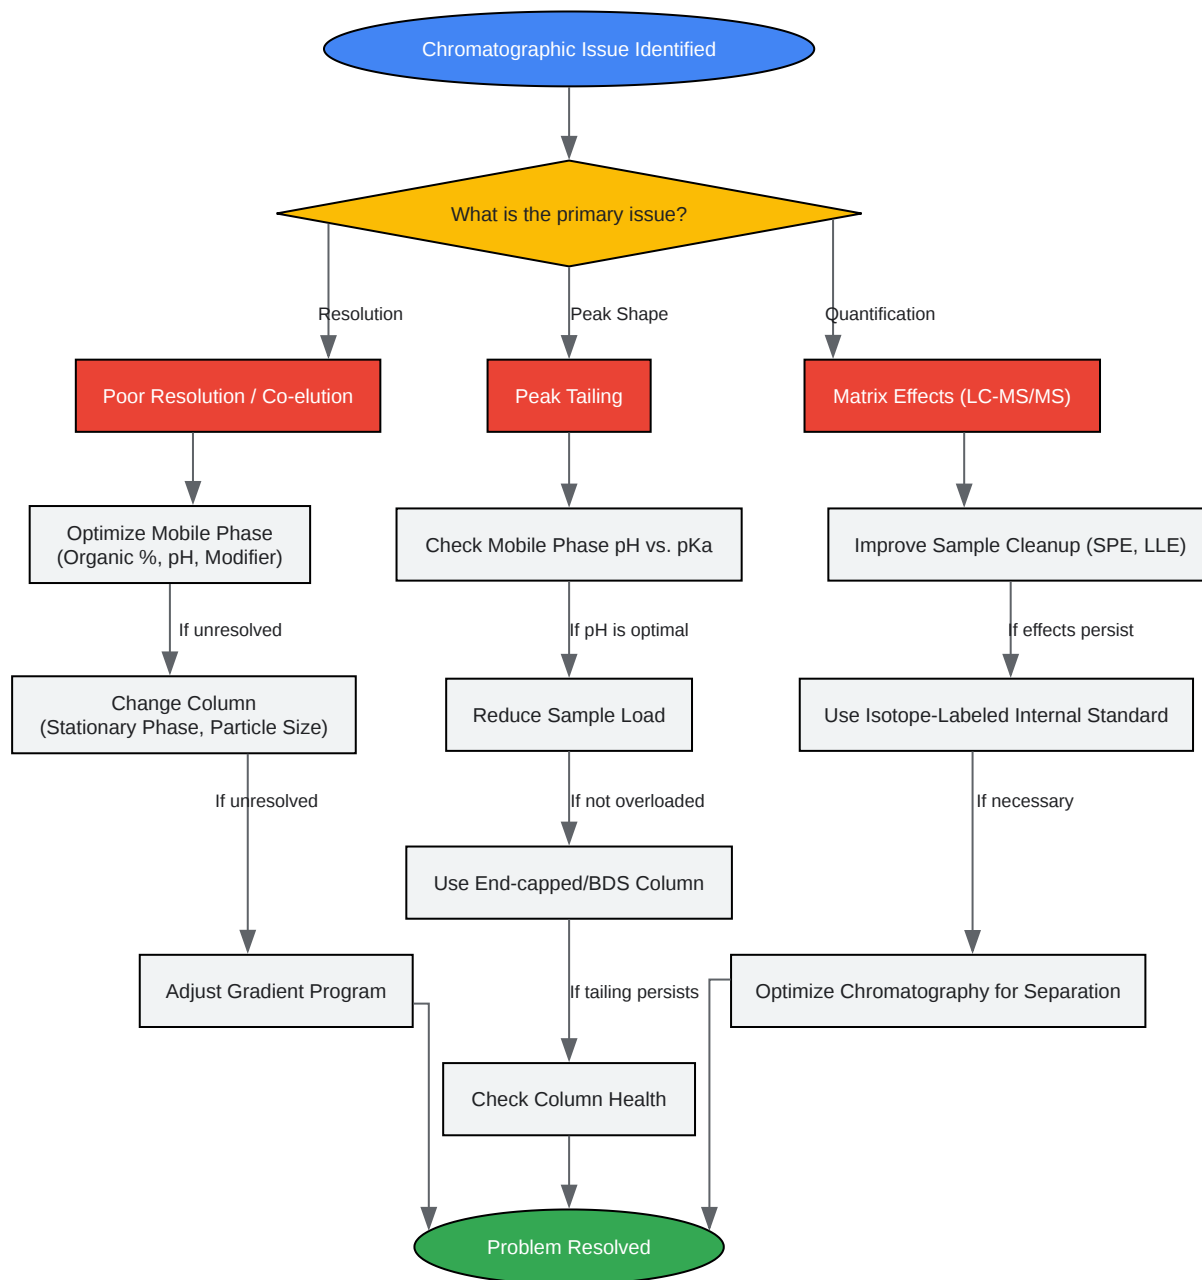 Chromatographic Issue Identified
What is the primary issue?
Resolution
Peak Shape
Quantification
Poor Resolution / Co-elution
Peak Tailing
Matrix Effects (LC-MS/MS)
Optimize Mobile Phase
(Organic %, pH, Modifier)
Check Mobile Phase pH vs. pKa
Improve Sample Cleanup (SPE, LLE)
If unresolved
If pH is optimal
If effects persist
Change Column
(Stationary Phase, Particle Size)
Reduce Sample Load
Use Isotope-Labeled Internal Standard
If unresolved
If not overloaded
If necessary
Use End-capped/BDS Column
Adjust Gradient Program
If tailing persists
Optimize Chromatography for Separation
Check Column Health
Problem Resolved